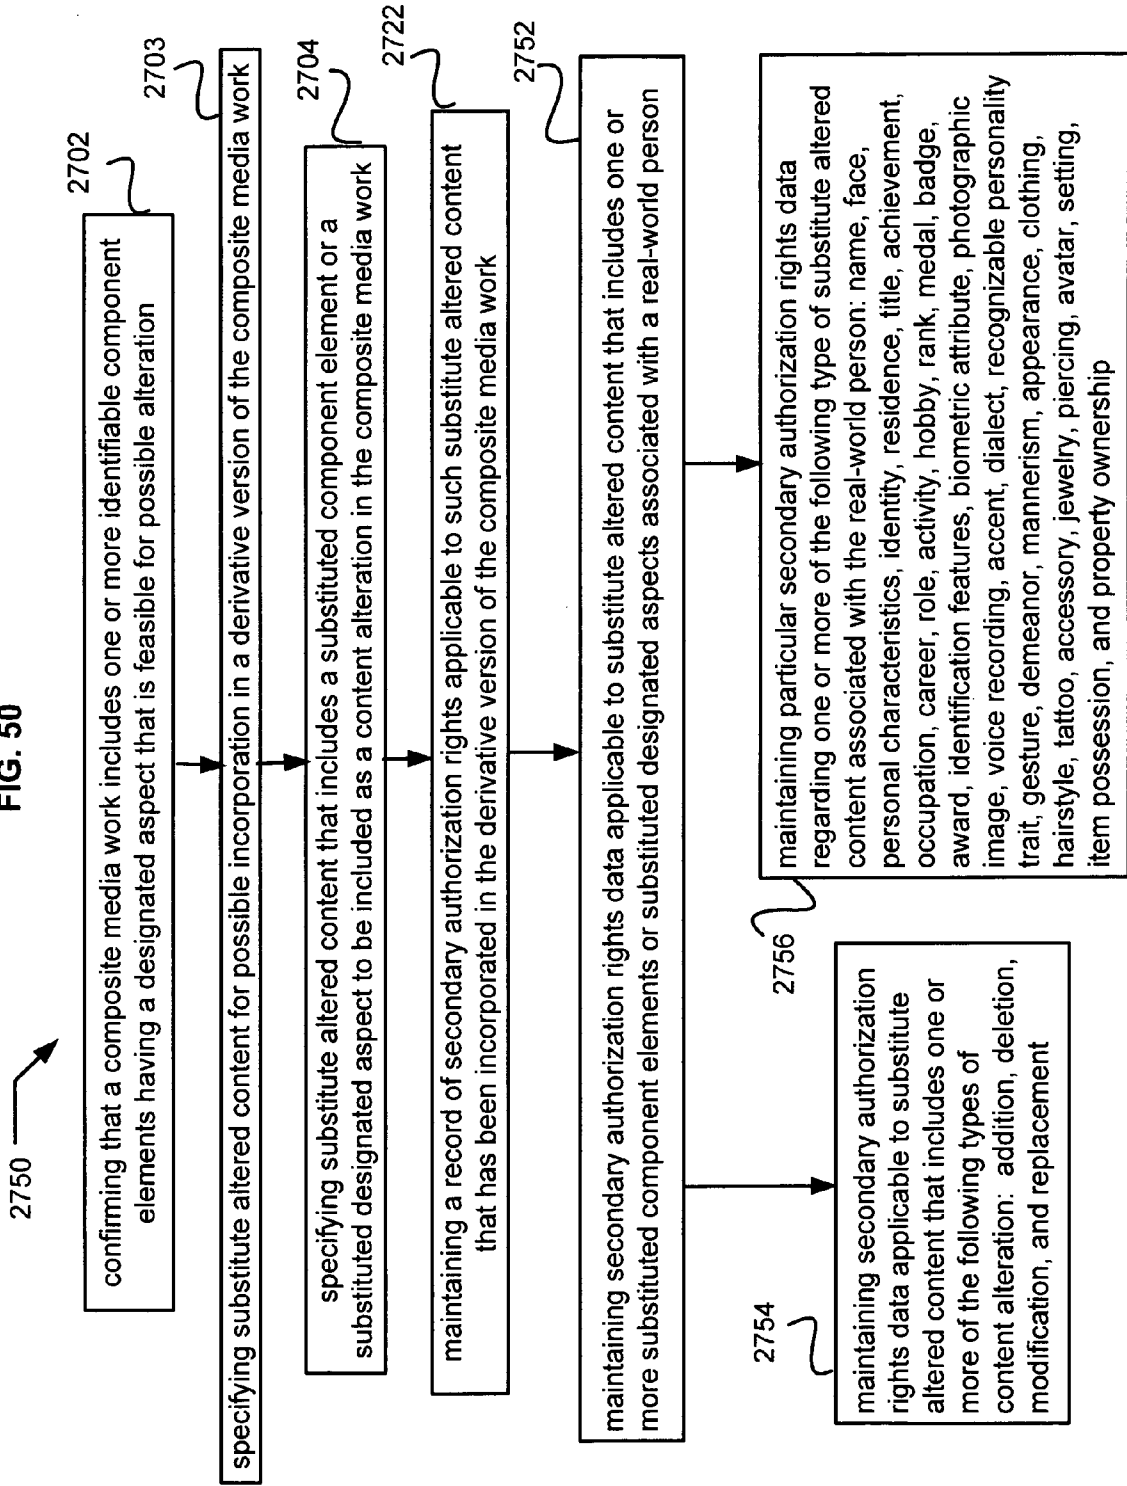 FIG. 50
2750
2702
confirming that a composite media work includes one or more identifiable component
elements having a designated aspect that is feasible for possible alteration
2703
specifying substitute altered content for possible incorporation in a derivative version of the composite media work
2704
specifying substitute altered content that includes a substituted component element or a
substituted designated aspect to be included as a content alteration in the composite media work
2722
maintaining a record of secondary authorization rights applicable to such substitute altered content
that has been incorporated in the derivative version of the composite media work
2752
maintaining secondary authorization rights data applicable to substitute altered content that includes one or
more substituted component elements or substituted designated aspects associated with a real-world person
2754
maintaining secondary authorization
rights data applicable to substitute
altered content that includes one or
more of the following types of
content alteration: addition, deletion,
modification, and replacement
2756
maintaining particular secondary authorization rights data
regarding one or more of the following type of substitute altered
content associated with the real-world person: name, face,
personal characteristics, identity, residence, title, achievement,
occupation, career, role, activity, hobby, rank, medal, badge,
award, identification features, biometric attribute, photographic
image, voice recording, accent, dialect, recognizable personality
trait, gesture, demeanor, mannerism, appearance, clothing,
hairstyle, tattoo, accessory, jewelry, piercing, avatar, setting,
item possession, and property ownership